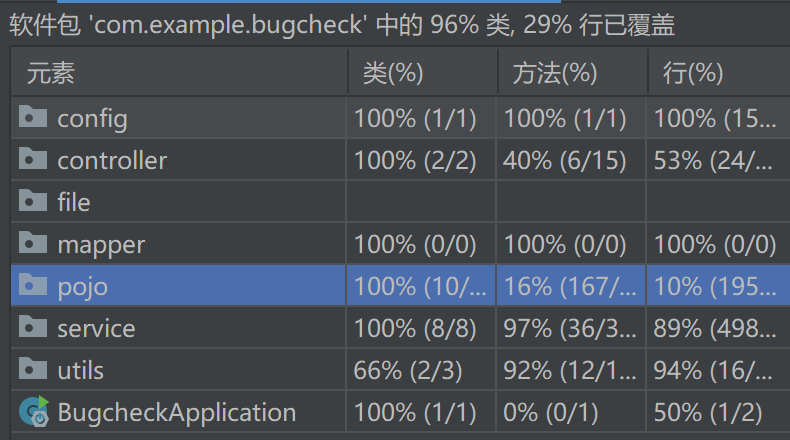 软件包 'com.example.bugcheck' 中的 96% 类, 29% 行已覆盖
元素 类(%) 方法(%) 行(%)
config 100% (1/1) 100% (1/1) 100% (15...
controller 100% (2/2) 40% (6/15) 53% (24/...
file
mapper 100% (0/0) 100% (0/0) 100% (0/0)
pojo 100% (10/... 16% (167/... 10% (195...
service 100% (8/8) 97% (36/3... 89% (498...
utils 66% (2/3) 92% (12/1... 94% (16/...
BugcheckApplication 100% (1/1) 0% (0/1) 50% (1/2)